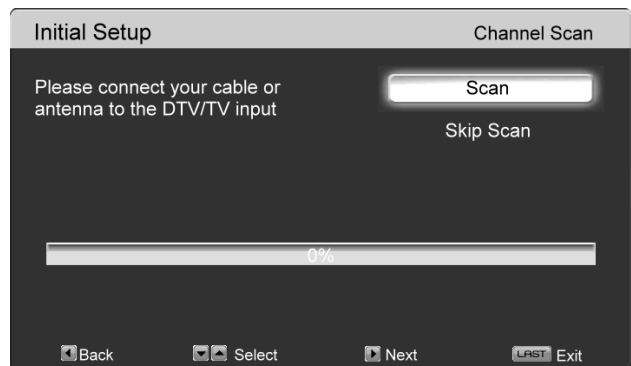 Initial Setup Channel Scan
Please connect your cable or
antenna to the DTV/TV input
Scan
Skip Scan
0%
Back Select Next LAST Exit